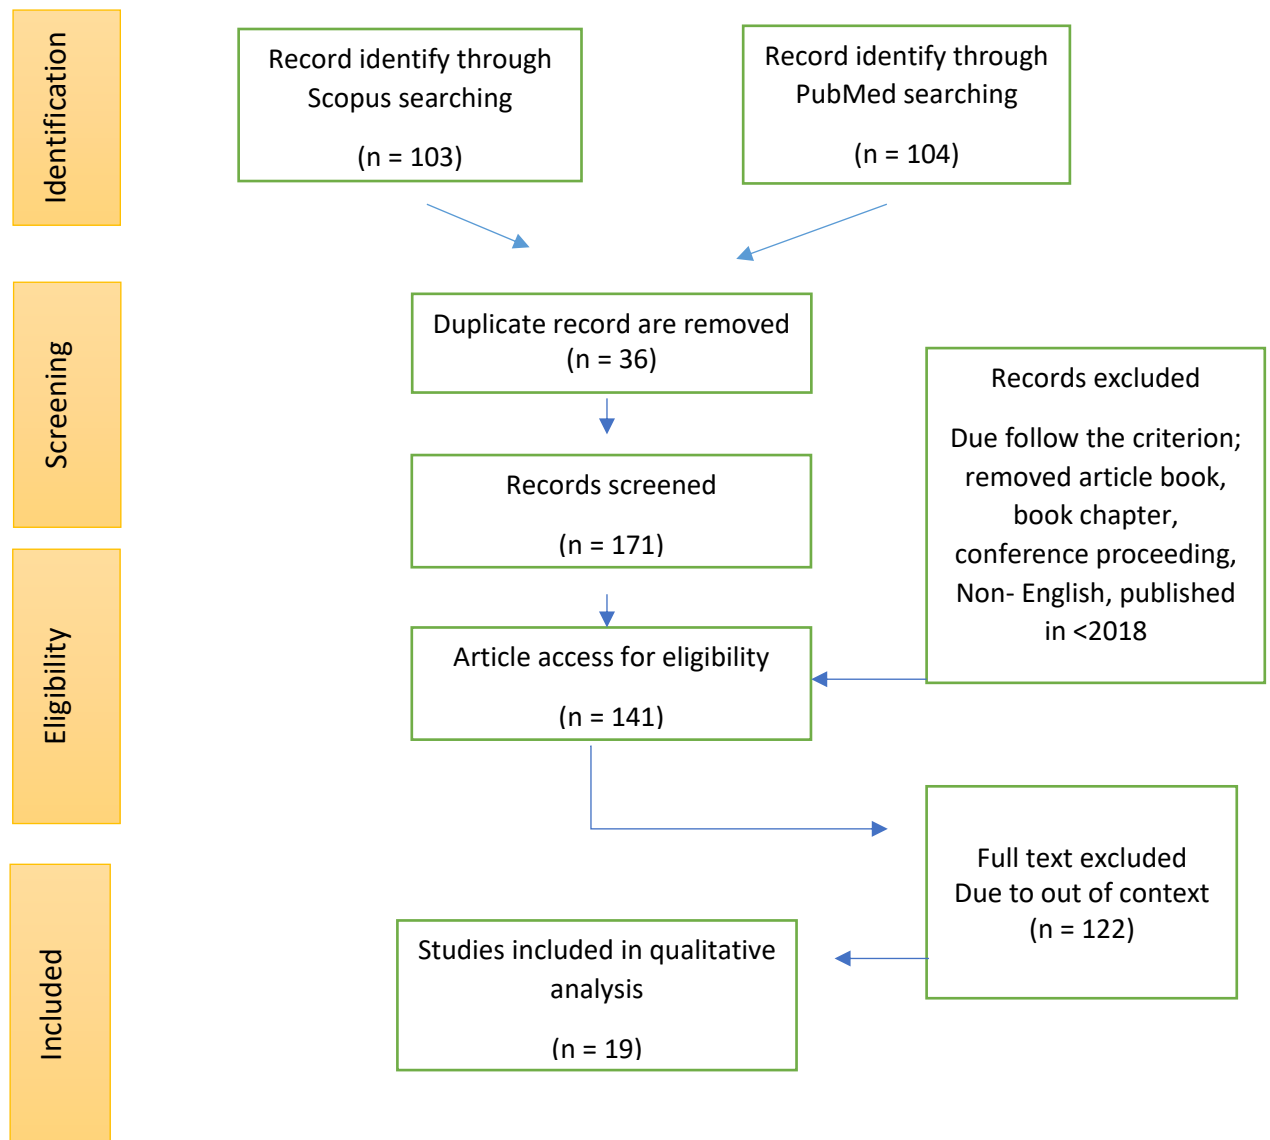 Identification
Record identify through
Scopus searching
(n = 103)
Record identify through
PubMed searching
(n = 104)
Screening
Duplicate record are removed
(n = 36)
Records screened
(n = 171)
Records excluded
Due follow the criterion;
removed article book,
book chapter,
conference proceeding,
Non- English, published
in <2018
Eligibility
Article access for eligibility
(n = 141)
Full text excluded
Due to out of context
(n = 122)
Included
Studies included in qualitative
analysis
(n = 19)